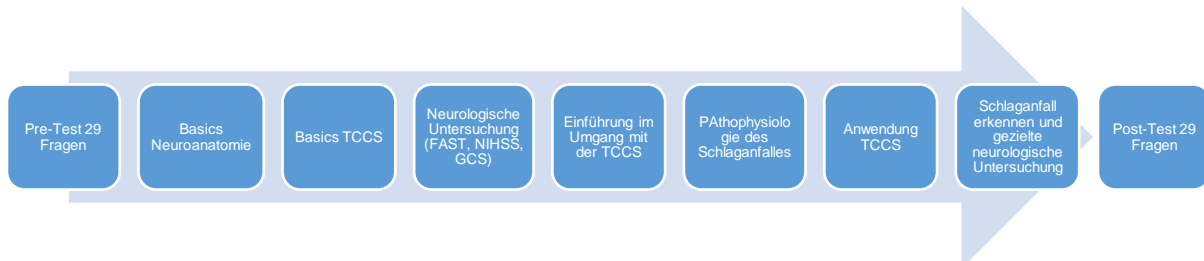 Pre-Test 29
Fragen
Basics
Neuroanatomie
Basics TCCS
Neurologische
Untersuchung
(FAST, NIHSS,
GCS)
Einführung im
Umgang mit
der TCCS
PAthophysiolo
gie des
Schlaganfalles
Anwendung
TCCS
Schlaganfall
erkennen und
gezielte
neurologische
Untersuchung
Post-Test 29
Fragen